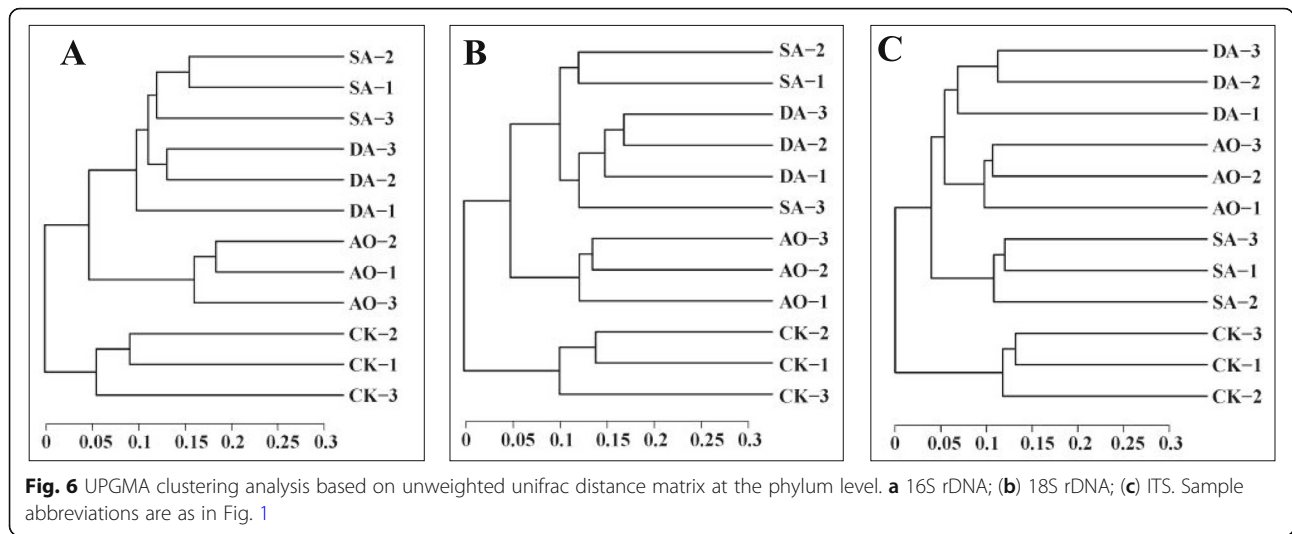 A
SA−2
SA−1
SA−3
DA−3
DA−2
DA−1
AO−2
AO−1
AO−3
CK−2
CK−1
CK−3
0 0.05 0.1 0.15 0.2 0.25 0.3
B
SA−2
SA−1
DA−3
DA−2
DA−1
SA−3
AO−3
AO−2
AO−1
CK−2
CK−1
CK−3
0 0.05 0.1 0.15 0.2 0.25 0.3
C
DA−3
DA−2
DA−1
AO−3
AO−2
AO−1
SA−3
SA−1
SA−2
CK−3
CK−1
CK−2
0 0.05 0.1 0.15 0.2 0.25 0.3
Fig. 6 UPGMA clustering analysis based on unweighted unifrac distance matrix at the phylum level. a 16S rDNA; (b) 18S rDNA; (c) ITS. Sample
abbreviations are as in Fig. 1